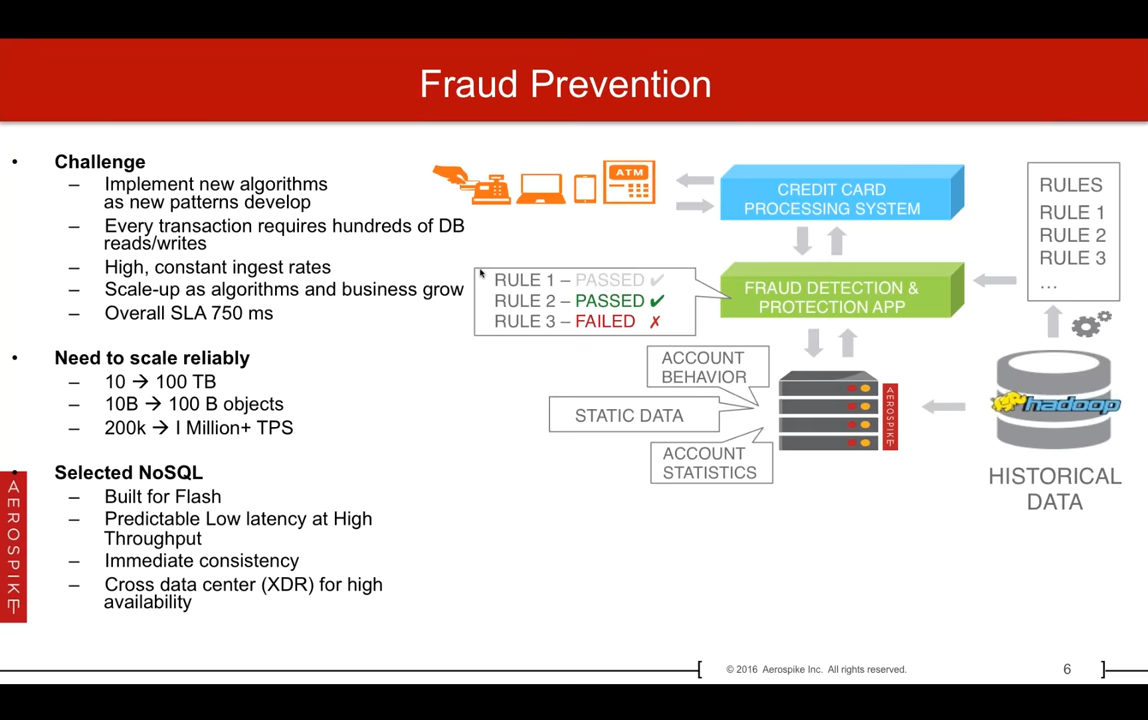 Fraud Prevention
• Challenge
– Implement new algorithms
as new patterns develop
– Every transaction requires hundreds of DB
reads/writes
– High, constant ingest rates
– Scale-up as algorithms and business grow
– Overall SLA 750 ms
• Need to scale reliably
– 10 → 100 TB
– 10B → 100 B objects
– 200k → I Million+ TPS
• Selected NoSQL
– Built for Flash
– Predictable Low latency at High
Throughput
– Immediate consistency
– Cross data center (XDR) for high
availability
AEROSPIKE
ATM
CREDIT CARD
PROCESSING SYSTEM
RULES
RULE 1
RULE 2
RULE 3
...
RULE 1 – PASSED ✓
RULE 2 – PASSED ✔
RULE 3 – FAILED ✗
FRAUD DETECTION &
PROTECTION APP
ACCOUNT
BEHAVIOR
STATIC DATA
ACCOUNT
STATISTICS
AEROSPIKE
hadoop
HISTORICAL
DATA
© 2016 Aerospike Inc. All rights reserved.
6